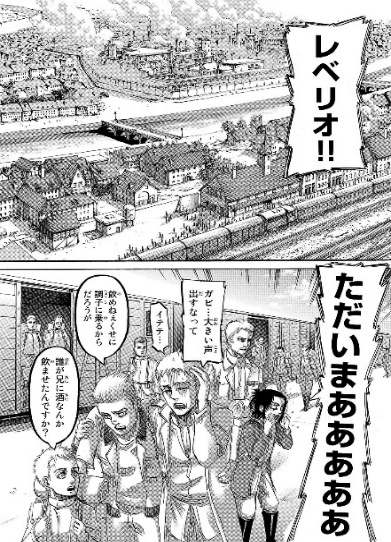 レベリオ!!
ただいまああああああ
ガビ…大きい声
出すなって
イテテ…
飲めねぇくせに
調子に乗るから
だろうが
誰が兄に酒なんか
飲ませたんですか?